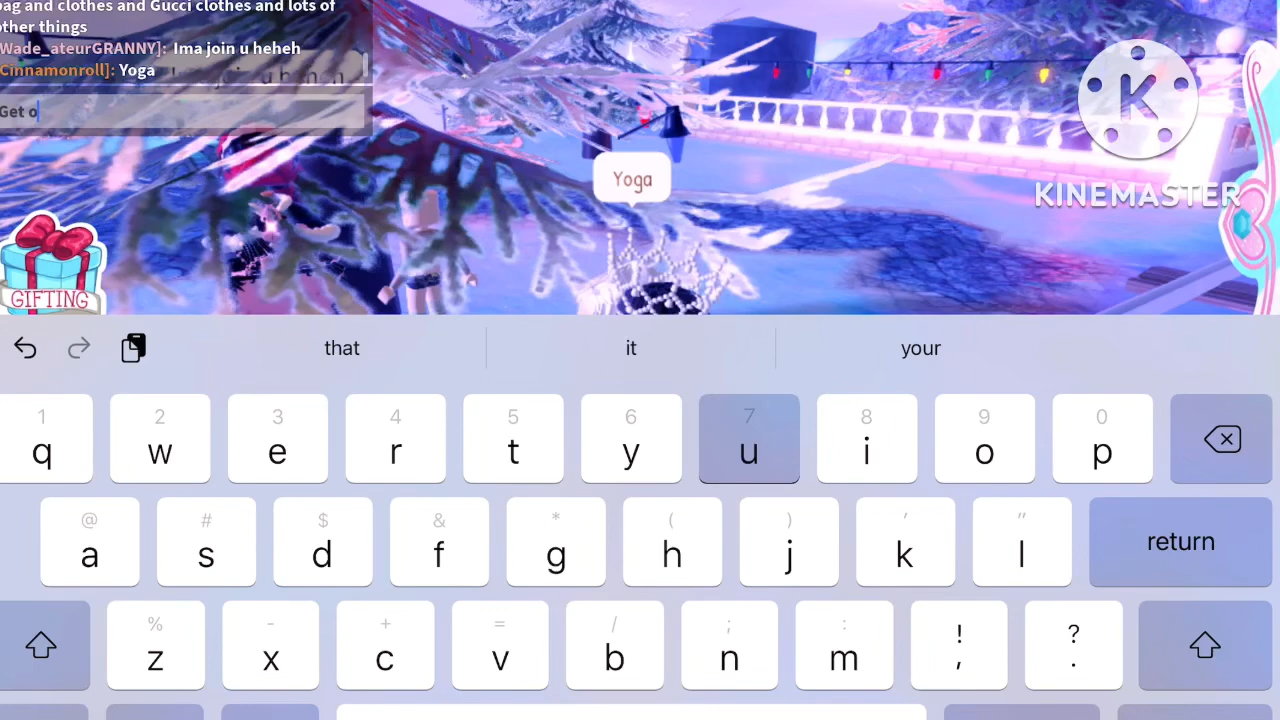 bag and clothes and Gucci clothes and lots of
other things
Wade_ateurGRANNY]: Ima join u heheh
Cinnamonroll]: Yoga
Get o
Yoga
K
KINEMASTER
GIFTING
that it your
1 2 3 4 5 6 7 8 9 0
q w e r t y u i o p
@ # $ & * ( ) ' "
a s d f g h j k l return
% - + = / ; : ! ?
z x c v b n m , .